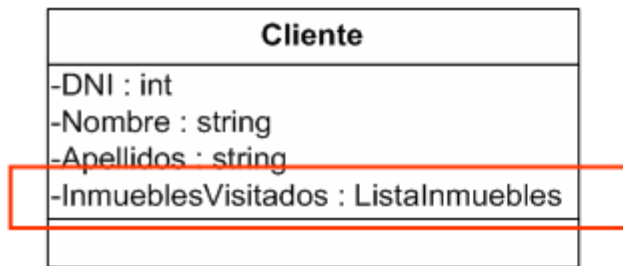 Cliente
-DNI : int
-Nombre : string
-Apellidos : string
-InmueblesVisitados : ListaInmuebles